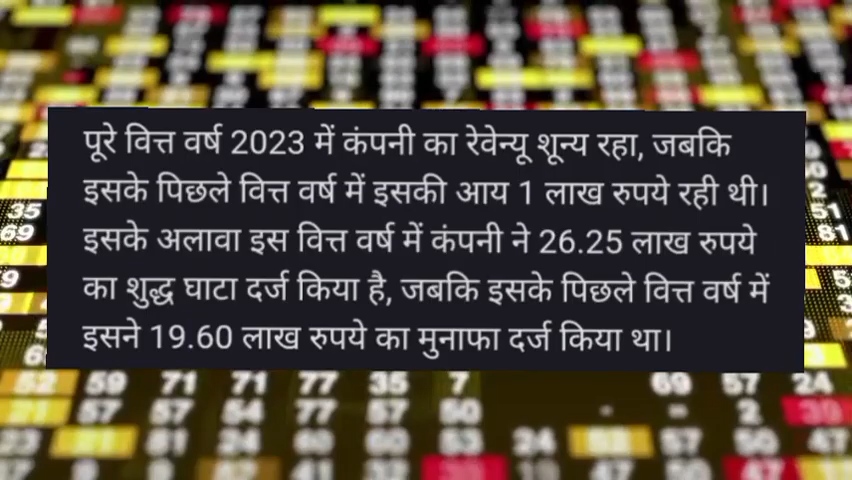 पूरे वित्त वर्ष 2023 में कंपनी का रेवेन्यू शून्य रहा, जबकि
इसके पिछले वित्त वर्ष में इसकी आय 1 लाख रुपये रही थी।
इसके अलावा इस वित्त वर्ष में कंपनी ने 26.25 लाख रुपये
का शुद्ध घाटा दर्ज किया है, जबकि इसके पिछले वित्त वर्ष में
इसने 19.60 लाख रुपये का मुनाफा दर्ज किया था।